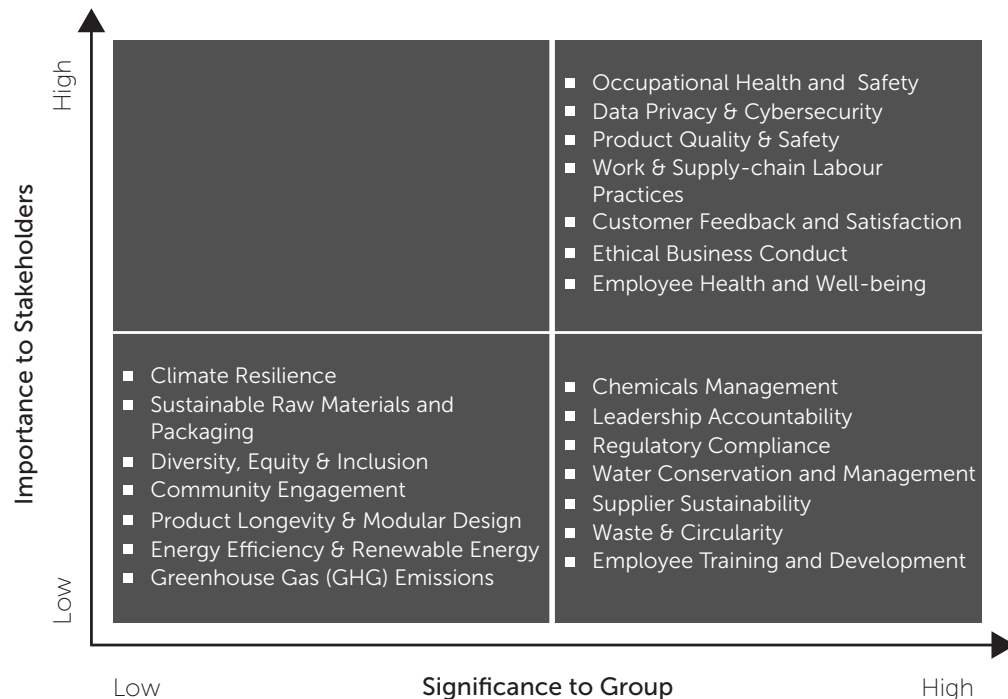 High
Importance to Stakeholders
Low
■ Occupational Health and  Safety
■ Data Privacy & Cybersecurity
■ Product Quality & Safety
■ Work & Supply-chain Labour
Practices
■ Customer Feedback and Satisfaction
■ Ethical Business Conduct
■ Employee Health and Well-being
■ Climate Resilience
■ Sustainable Raw Materials and
Packaging
■ Diversity, Equity & Inclusion
■ Community Engagement
■ Product Longevity & Modular Design
■ Energy Efficiency & Renewable Energy
■ Greenhouse Gas (GHG) Emissions
■ Chemicals Management
■ Leadership Accountability
■ Regulatory Compliance
■ Water Conservation and Management
■ Supplier Sustainability
■ Waste & Circularity
■ Employee Training and Development
Low
Significance to Group
High